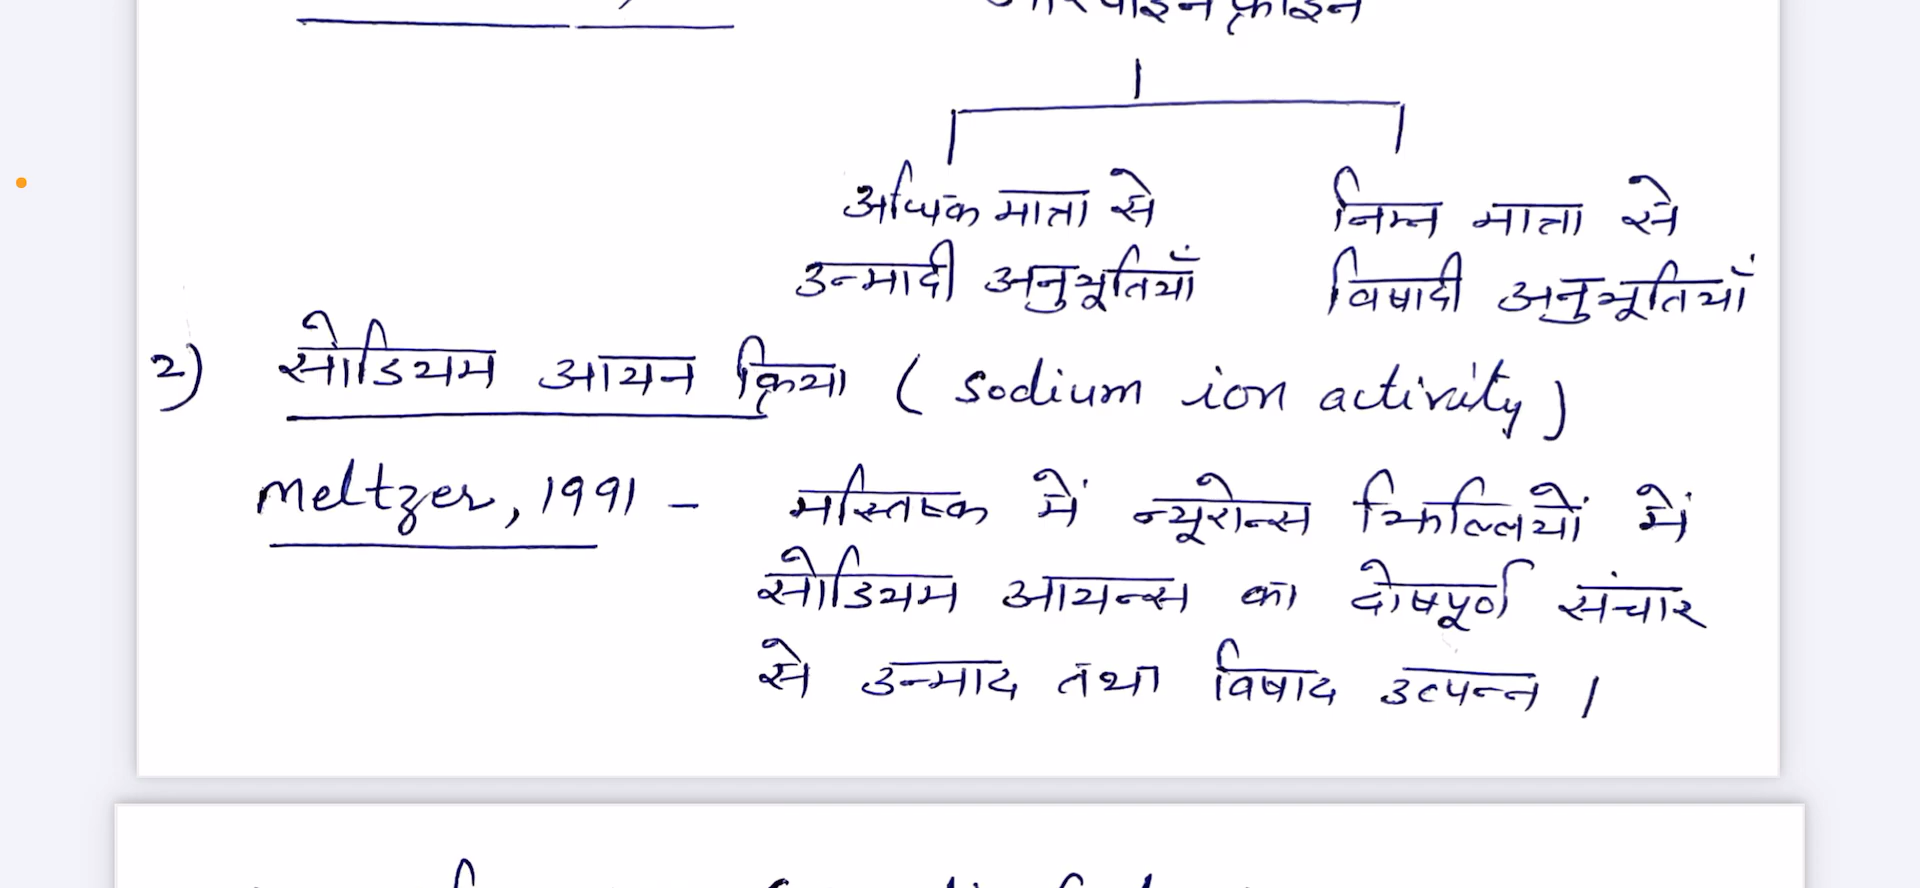 अधिक मात्रा से
उन्मादी अनुभूतियाँ
निम्न मात्रा से
विषादी अनुभूतियाँ
2) सोडियम आयन क्रिया ( sodium ion activity )
Meltzer, 1991 - मस्तिष्क में न्यूरोन्स झिल्लियों में
सोडियम आयन्स का दोषपूर्ण संचार
से उन्माद तथा विषाद उत्पन्न ।